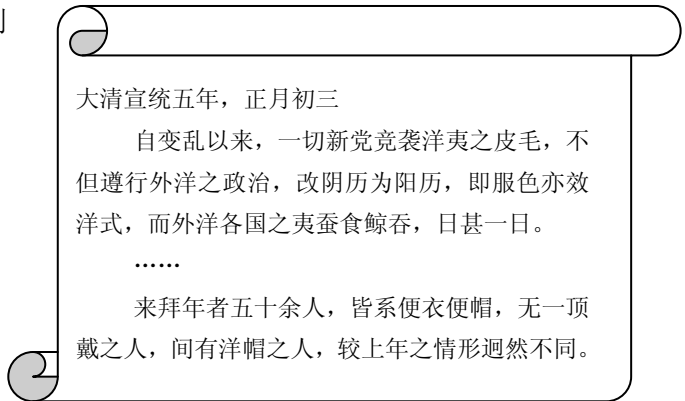 大清宣统五年，正月初三
自变乱以来，一切新党竞袭洋夷之皮毛，不
但遵行外洋之政治，改阴历为阳历，即服色亦效
洋式，而外洋各国之夷蚕食鲸吞，日甚一日。
……
来拜年者五十余人，皆系便衣便帽，无一顶
戴之人，间有洋帽之人，较上年之情形迥然不同。